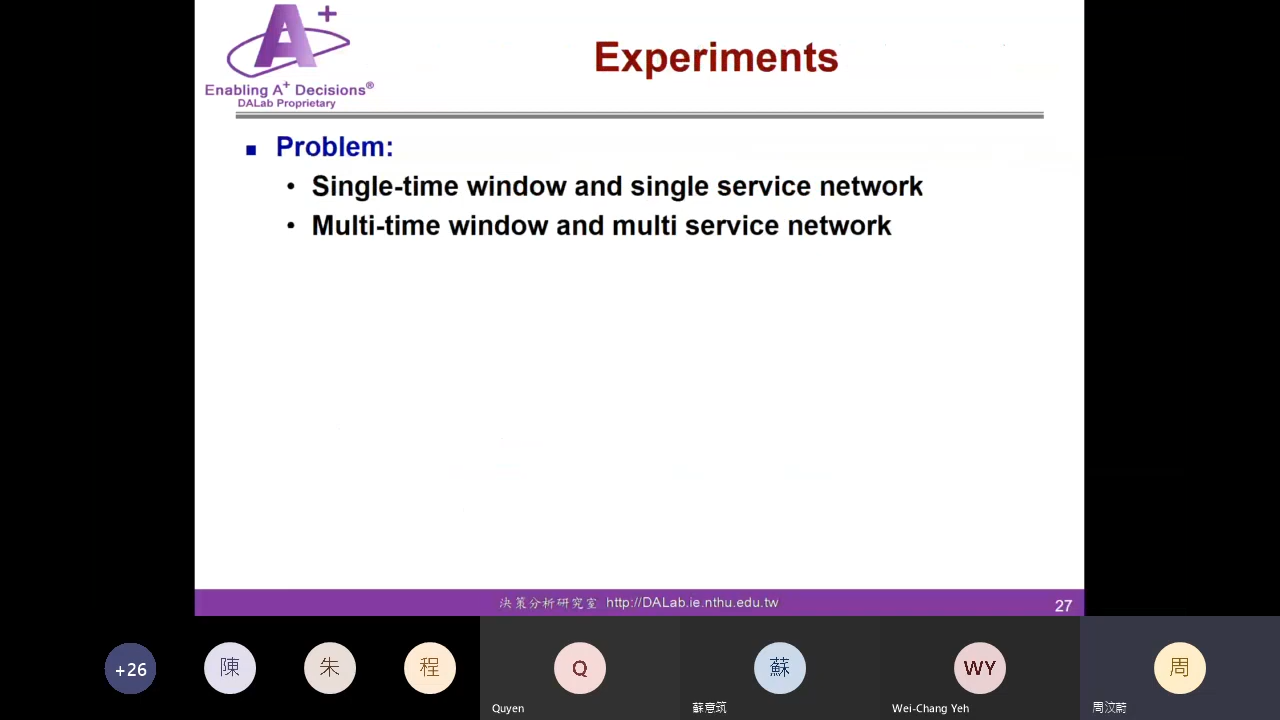 A+
Enabling A+ Decisions®
DALab Proprietary
Experiments
Problem:
Single-time window and single service network
Multi-time window and multi service network
決策分析研究室 http://DALab.ie.nthu.edu.tw
27
+26
陳
朱
程
Q
蘇
WY
周
Quyen
蘇意筑
Wei-Chang Yeh
周汶蔚